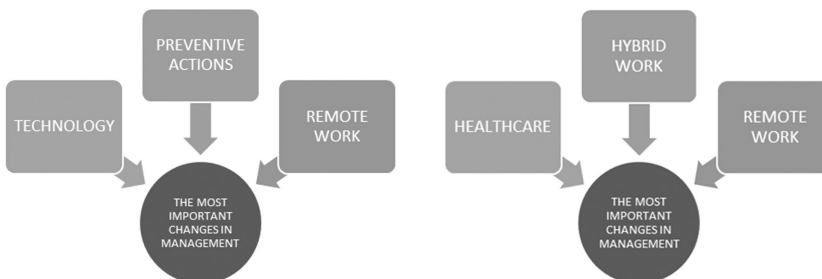 PREVENTIVE
ACTIONS
TECHNOLOGY
REMOTE
WORK
THE MOST
IMPORTANT
CHANGES IN
MANAGEMENT
HYBRID
WORK
HEALTHCARE
REMOTE
WORK
THE MOST
IMPORTANT
CHANGES IN
MANAGEMENT